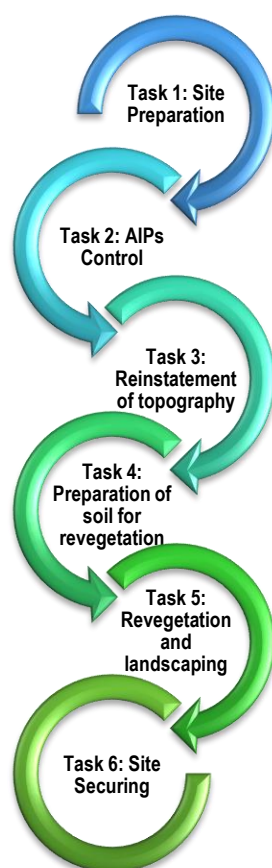 Task 1: Site
Preparation
Task 2: AIPs
Control
Task 3:
Reinstatement
of topography
Task 4:
Preparation of
soil for
revegetation
Task 5:
Revegetation
and
landscaping
Task 6: Site
Securing